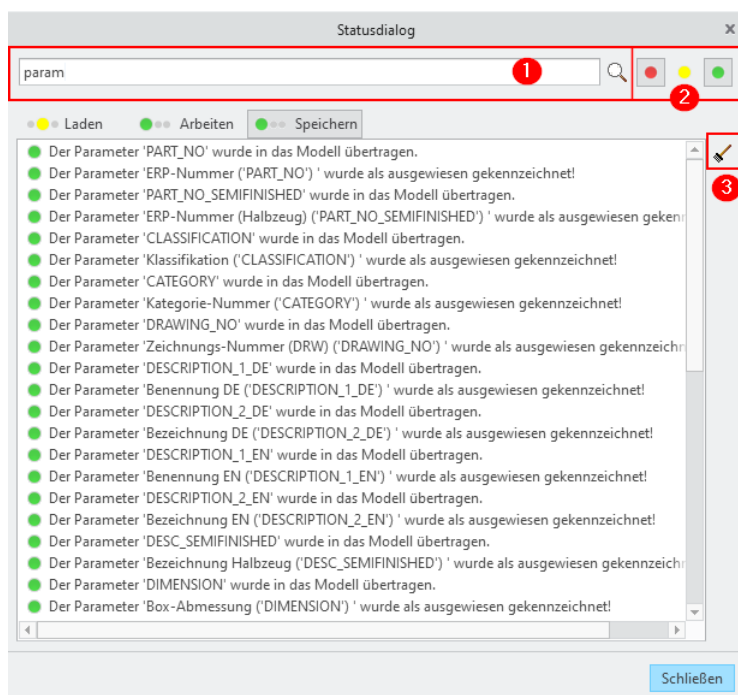 Statusdialog
param
1
2
Laden Arbeiten Speichern
3
Der Parameter 'PART_NO' wurde in das Modell übertragen.
Der Parameter 'ERP-Nummer ('PART_NO') ' wurde als ausgewiesen gekennzeichnet!
Der Parameter 'PART_NO_SEMIFINISHED' wurde in das Modell übertragen.
Der Parameter 'ERP-Nummer (Halbzeug) ('PART_NO_SEMIFINISHED') ' wurde als ausgewiesen gekenn
Der Parameter 'CLASSIFICATION' wurde in das Modell übertragen.
Der Parameter 'Klassifikation ('CLASSIFICATION') ' wurde als ausgewiesen gekennzeichnet!
Der Parameter 'CATEGORY' wurde in das Modell übertragen.
Der Parameter 'Kategorie-Nummer ('CATEGORY') ' wurde als ausgewiesen gekennzeichnet!
Der Parameter 'DRAWING_NO' wurde in das Modell übertragen.
Der Parameter 'Zeichnungs-Nummer (DRW) ('DRAWING_NO') ' wurde als ausgewiesen gekennzeichn
Der Parameter 'DESCRIPTION_1_DE' wurde in das Modell übertragen.
Der Parameter 'Benennung DE ('DESCRIPTION_1_DE') ' wurde als ausgewiesen gekennzeichnet!
Der Parameter 'DESCRIPTION_2_DE' wurde in das Modell übertragen.
Der Parameter 'Bezeichnung DE ('DESCRIPTION_2_DE') ' wurde als ausgewiesen gekennzeichnet!
Der Parameter 'DESCRIPTION_1_EN' wurde in das Modell übertragen.
Der Parameter 'Benennung EN ('DESCRIPTION_1_EN') ' wurde als ausgewiesen gekennzeichnet!
Der Parameter 'DESCRIPTION_2_EN' wurde in das Modell übertragen.
Der Parameter 'Bezeichnung EN ('DESCRIPTION_2_EN') ' wurde als ausgewiesen gekennzeichnet!
Der Parameter 'DESC_SEMIFINISHED' wurde in das Modell übertragen.
Der Parameter 'Bezeichnung Halbzeug ('DESC_SEMIFINISHED') ' wurde als ausgewiesen gekennzeichn
Der Parameter 'DIMENSION' wurde in das Modell übertragen.
Der Parameter 'Box-Abmessung ('DIMENSION') ' wurde als ausgewiesen gekennzeichnet!
Schließen